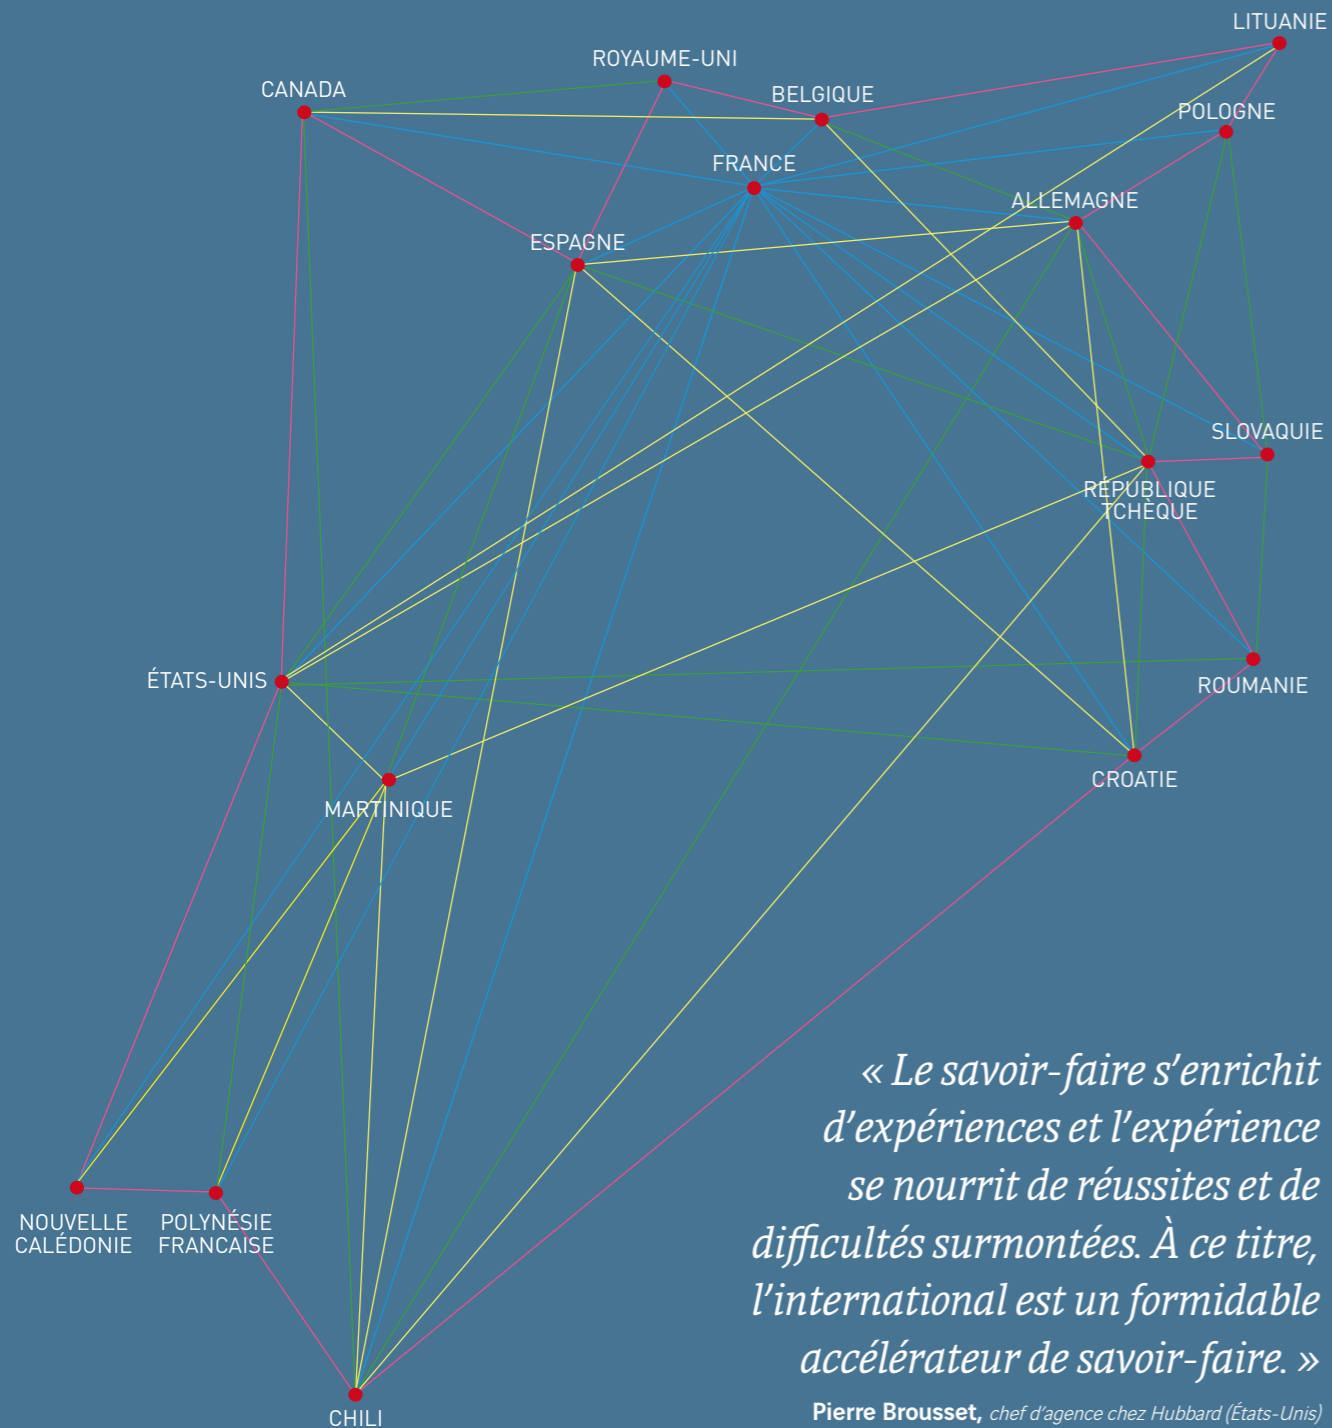 LITUANIE
ROYAUME-UNI
CANADA
BELGIQUE
POLOGNE
FRANCE
ALLEMAGNE
ESPAGNE
SLOVAQUIE
RÉPUBLIQUE
TCHÈQUE
ÉTATS-UNIS
ROUMANIE
CROATIE
MARTINIQUE
NOUVELLE
CALÉDONIE
POLYNÉSIE
FRANCAISE
CHILI
« Le savoir-faire s’enrichit
d’expériences et l’expérience
se nourrit de réussites et de
difficultés surmontées. À ce titre,
l’international est un formidable
accélérateur de savoir-faire. »
Pierre Brousset, chef d’agence chez Hubbard (États-Unis)